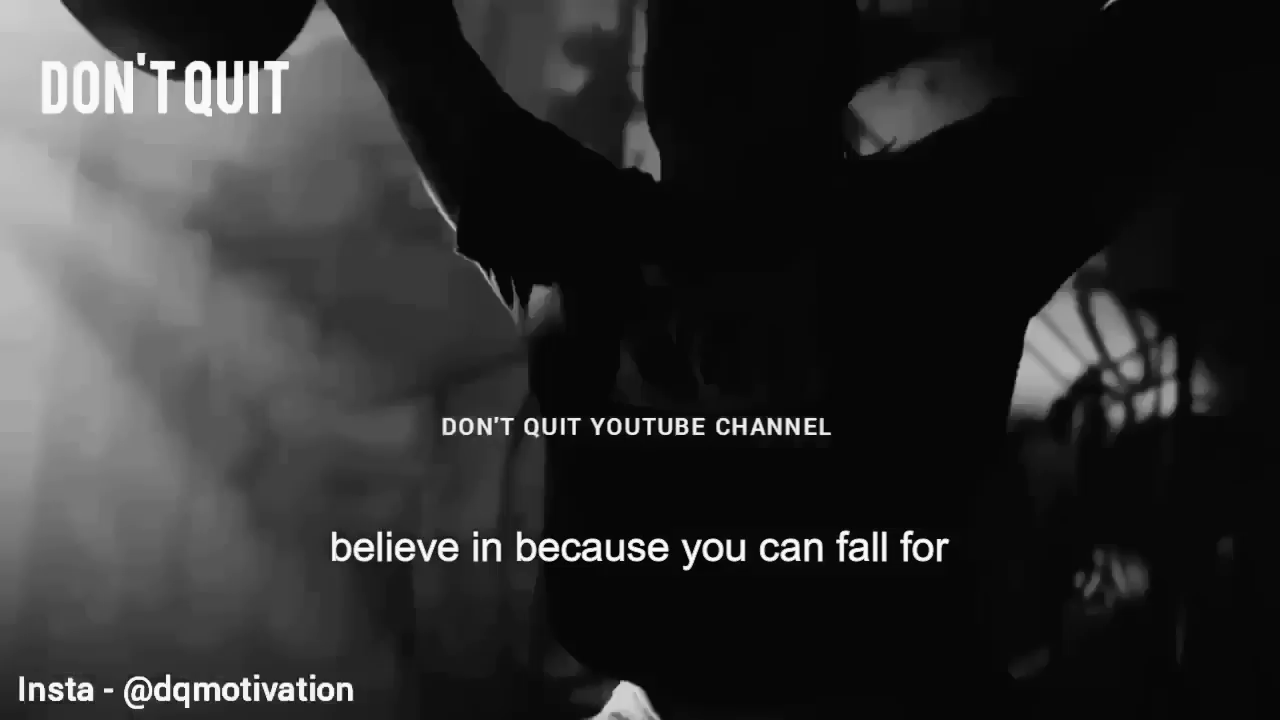 DON'T QUIT
DON'T QUIT YOUTUBE CHANNEL
believe in because you can fall for
Insta - @dqmotivation